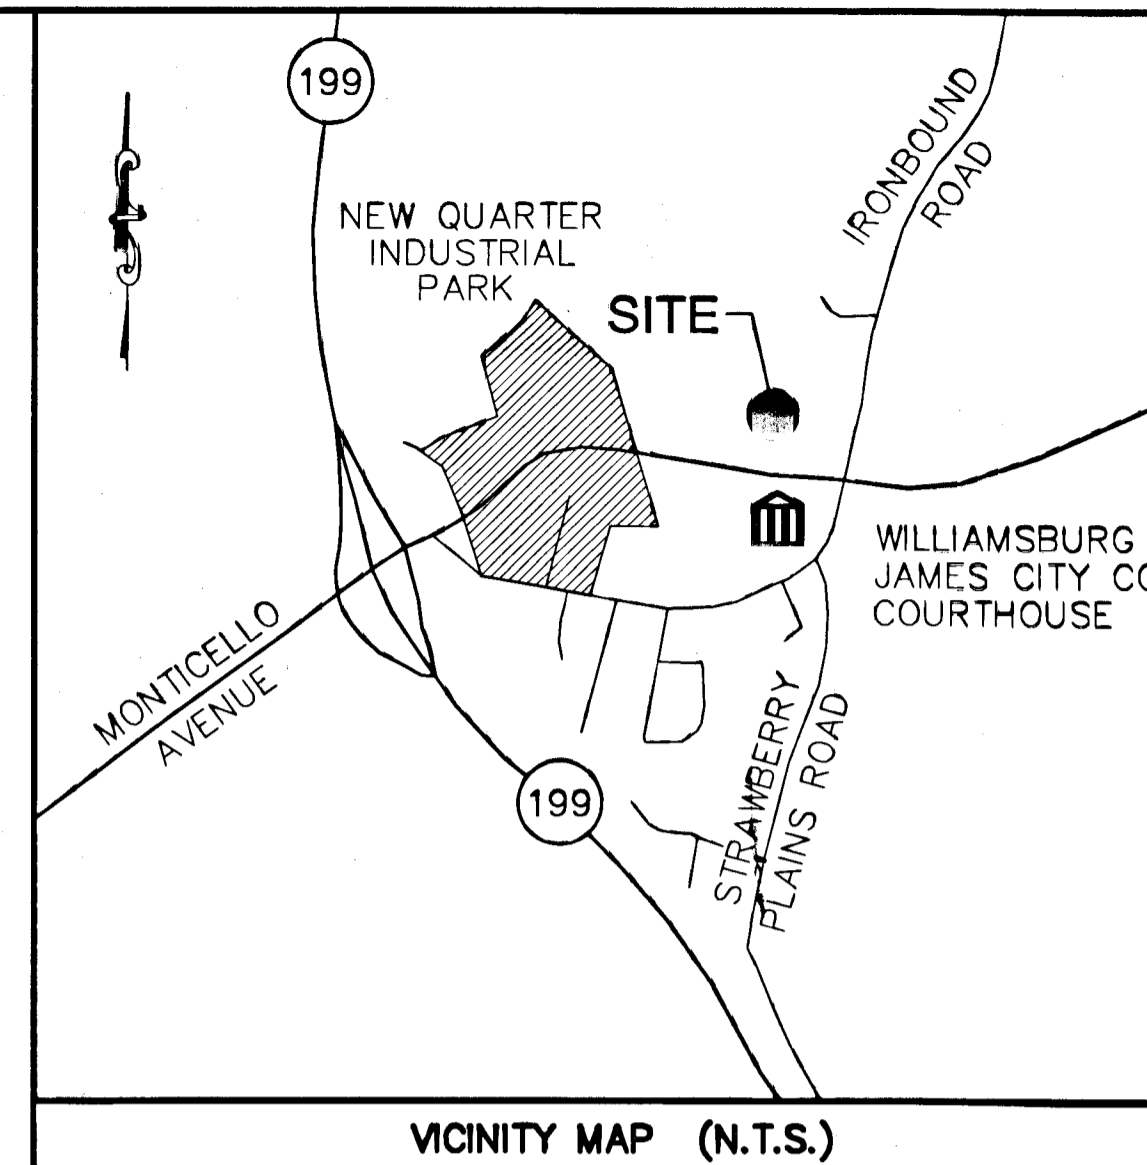 199
IRONBOUND
ROAD
NEW QUARTER
INDUSTRIAL
PARK
SITE
WILLIAMSBURG
JAMES CITY CO
COURTHOUSE
MONTICELLO
AVENUE
STRAWBERRY
PLAINS ROAD
199
VICINITY MAP (N.T.S.)